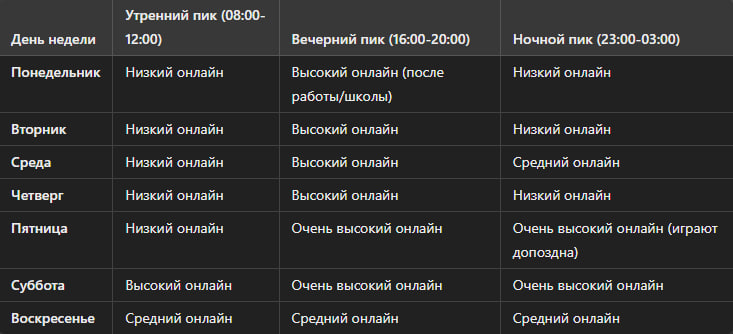 День недели Утренний пик (08:00-12:00) Вечерний пик (16:00-20:00) Ночной пик (23:00-03:00)
Понедельник Низкий онлайн Высокий онлайн (после работы/школы) Низкий онлайн
Вторник Низкий онлайн Высокий онлайн Низкий онлайн
Среда Низкий онлайн Высокий онлайн Средний онлайн
Четверг Низкий онлайн Высокий онлайн Низкий онлайн
Пятница Низкий онлайн Очень высокий онлайн Очень высокий онлайн (играют допоздна)
Суббота Высокий онлайн Очень высокий онлайн Очень высокий онлайн
Воскресенье Средний онлайн Средний онлайн Средний онлайн